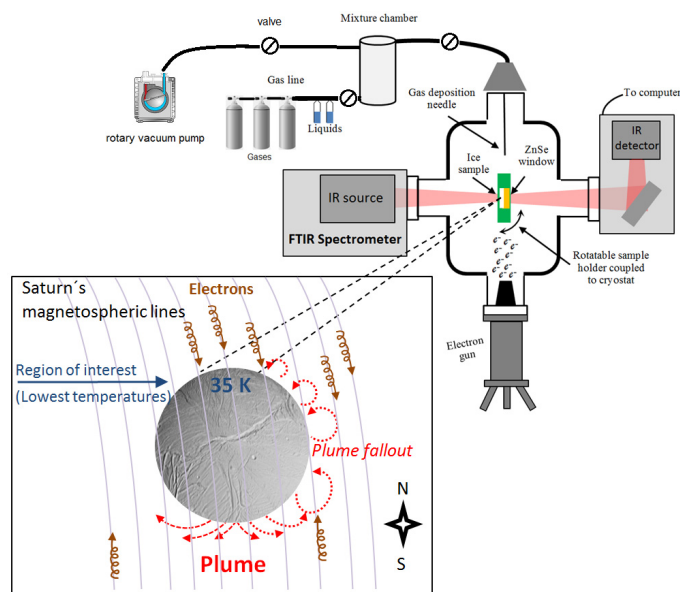 Mixture chamber
valve
Gas line
rotary vacuum pump
Liquids
Gases
Gas deposition
needle
To computer
IR
detector
Ice
sample
ZnSe
window
IR source
FTIR Spectrometer
Rotatable sample
holder coupled
to cryostat
e⁻ e⁻
e⁻ e⁻ e⁻
e⁻ e⁻
e⁻ e⁻ e⁻
Electron
gun
Saturn´s
magnetospheric lines
Electrons
Region of interest
(Lowest temperatures)
35 K
Plume fallout
Plume
N
S